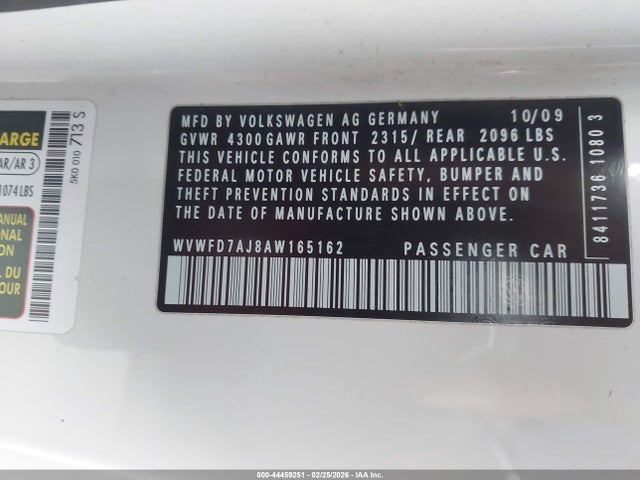 MFD BY VOLKSWAGEN AG GERMANY 10/09
GVWR 4300 GAWR FRONT 2315/ REAR 2096 LBS
THIS VEHICLE CONFORMS TO ALL APPLICABLE U.S.
FEDERAL MOTOR VEHICLE SAFETY, BUMPER AND
THEFT PREVENTION STANDARDS IN EFFECT ON
THE DATE OF MANUFACTURE SHOWN ABOVE.
WVWFD7AJ8AW165162 PASSENGER CAR
8411736 1080 3
ARGE
AR/AR 3
1074 LBS
MANUAL
ONAL
TION
L DU
POUR
OUR
5K0 010 713 S
000-44459251 - 02/25/2026 - IAA Inc.